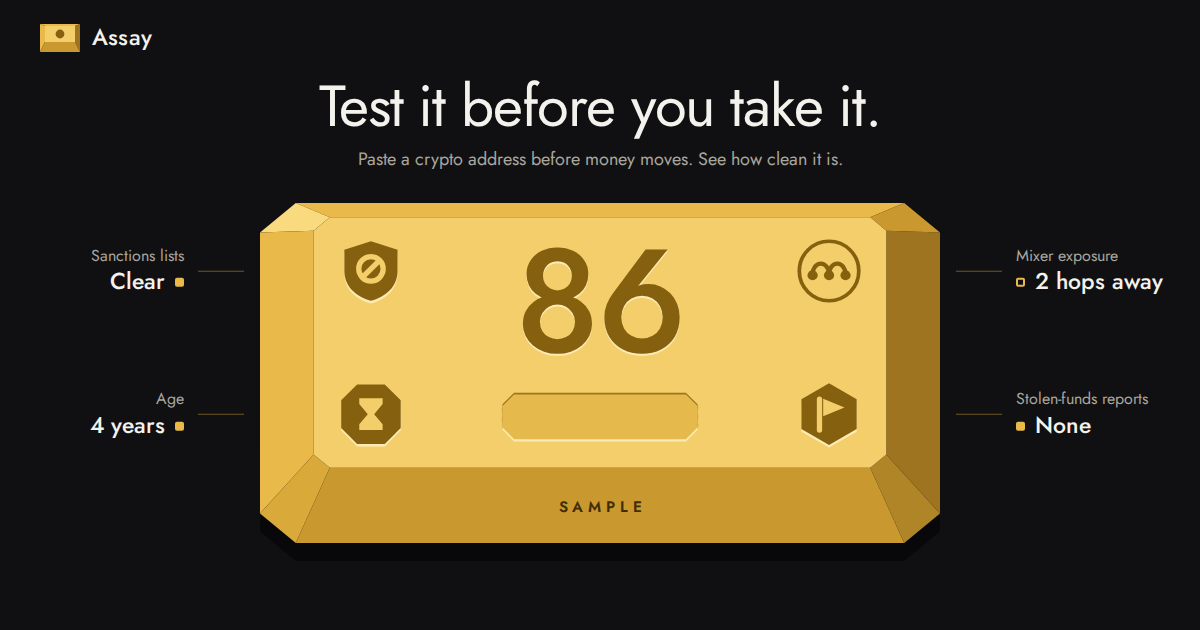 Assay
Test it before you take it.
Paste a crypto address before money moves. See how clean it is.
Sanctions lists
Clear
Age
4 years
86
SAMPLE
Mixer exposure
2 hops away
Stolen-funds reports
None